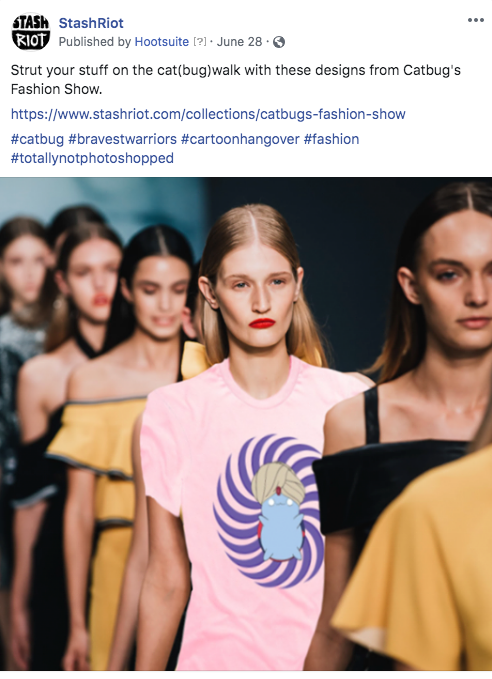 STASH
RIOT
StashRiot
Published by Hootsuite [?] · June 28 ·
Strut your stuff on the cat(bug)walk with these designs from Catbug's
Fashion Show.
https://www.stashriot.com/collections/catbugs-fashion-show
#catbug #bravestwarriors #cartoonhangover #fashion
#totallynotphotoshopped